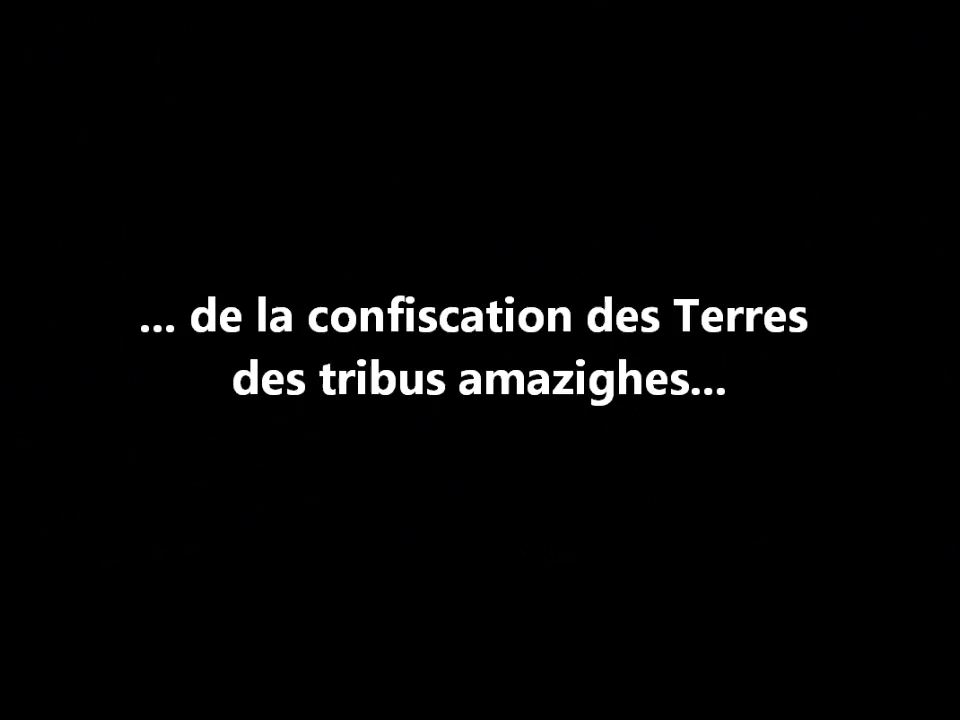 ... de la confiscation des Terres
des tribus amazighes...